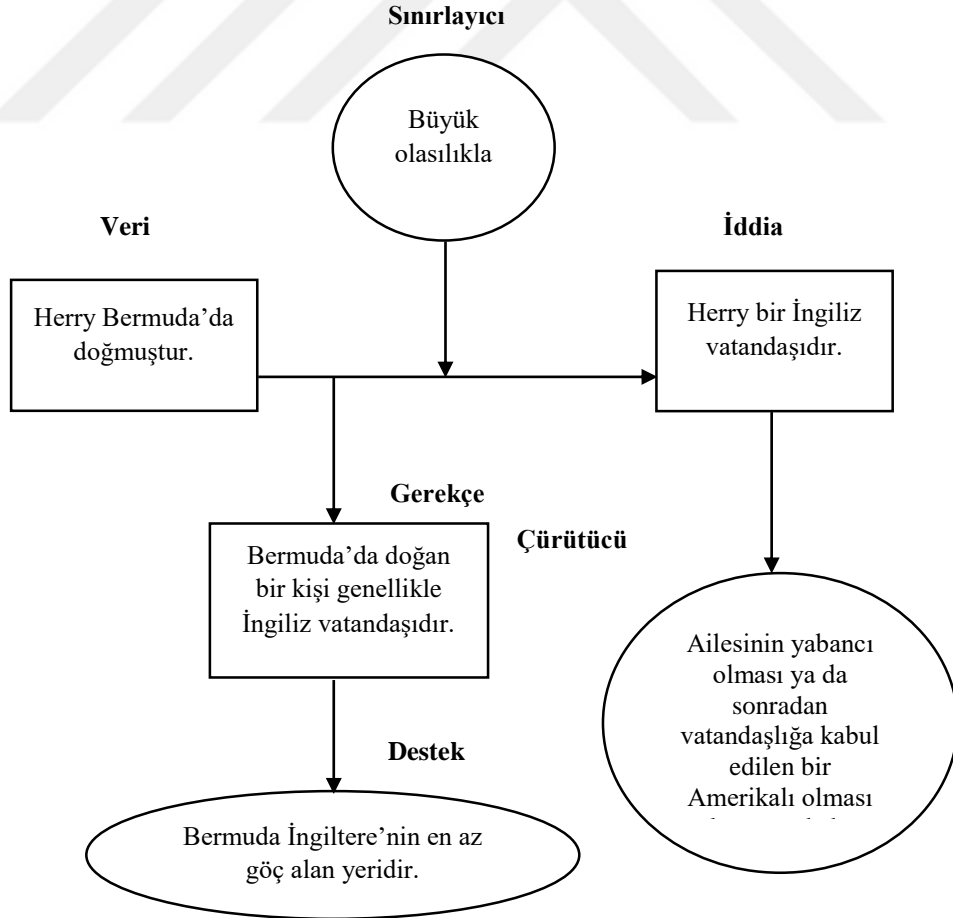 Sınırlayıcı
Büyük
olasılıkla
Veri
İddia
Herry Bermuda’da
doğmuştur.
Herry bir İngiliz
vatandaşıdır.
Gerekçe
Çürütücü
Bermuda’da doğan
bir kişi genellikle
İngiliz vatandaşıdır.
Ailesinin yabancı
olması ya da
sonradan
vatandaşlığa kabul
edilen bir
Amerikalı olması
Destek
Bermuda İngiltere’nin en az
göç alan yeridir.